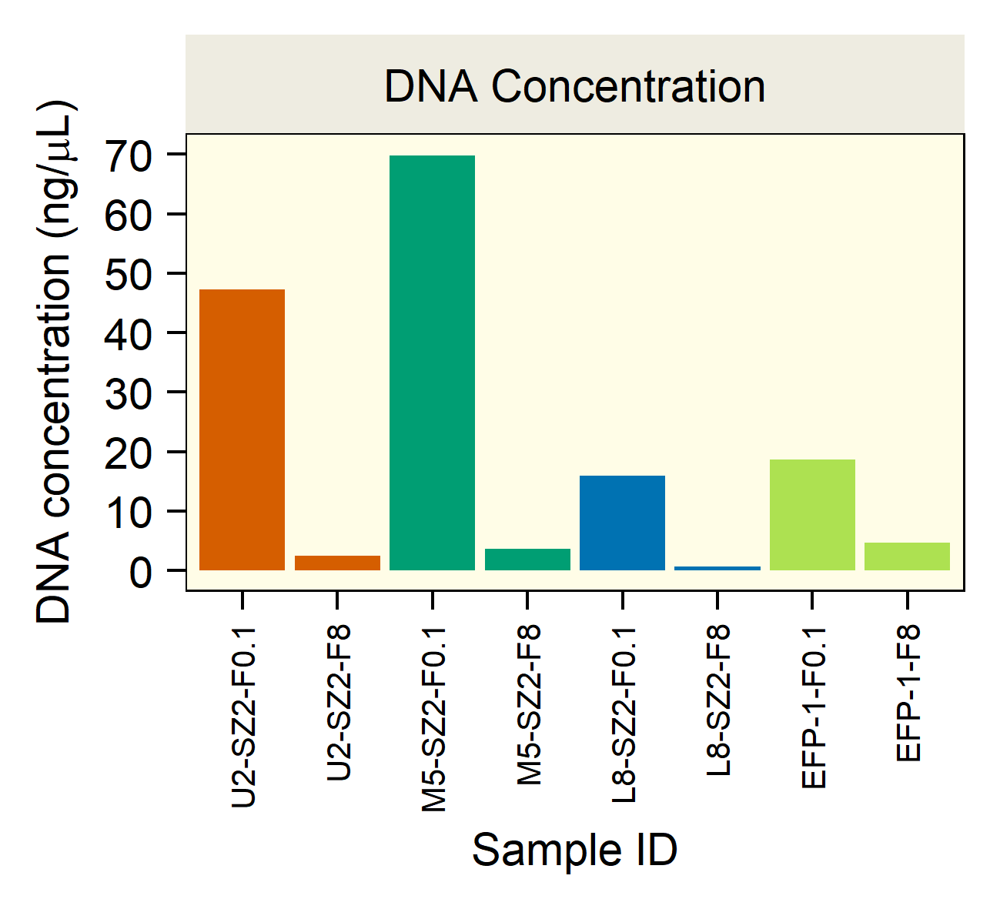 DNA Concentration
DNA concentration (ng/μL)
70
60
50
40
30
20
10
0
U2-SZ2-F0.1
U2-SZ2-F8
M5-SZ2-F0.1
M5-SZ2-F8
L8-SZ2-F0.1
L8-SZ2-F8
EFP-1-F0.1
EFP-1-F8
Sample ID